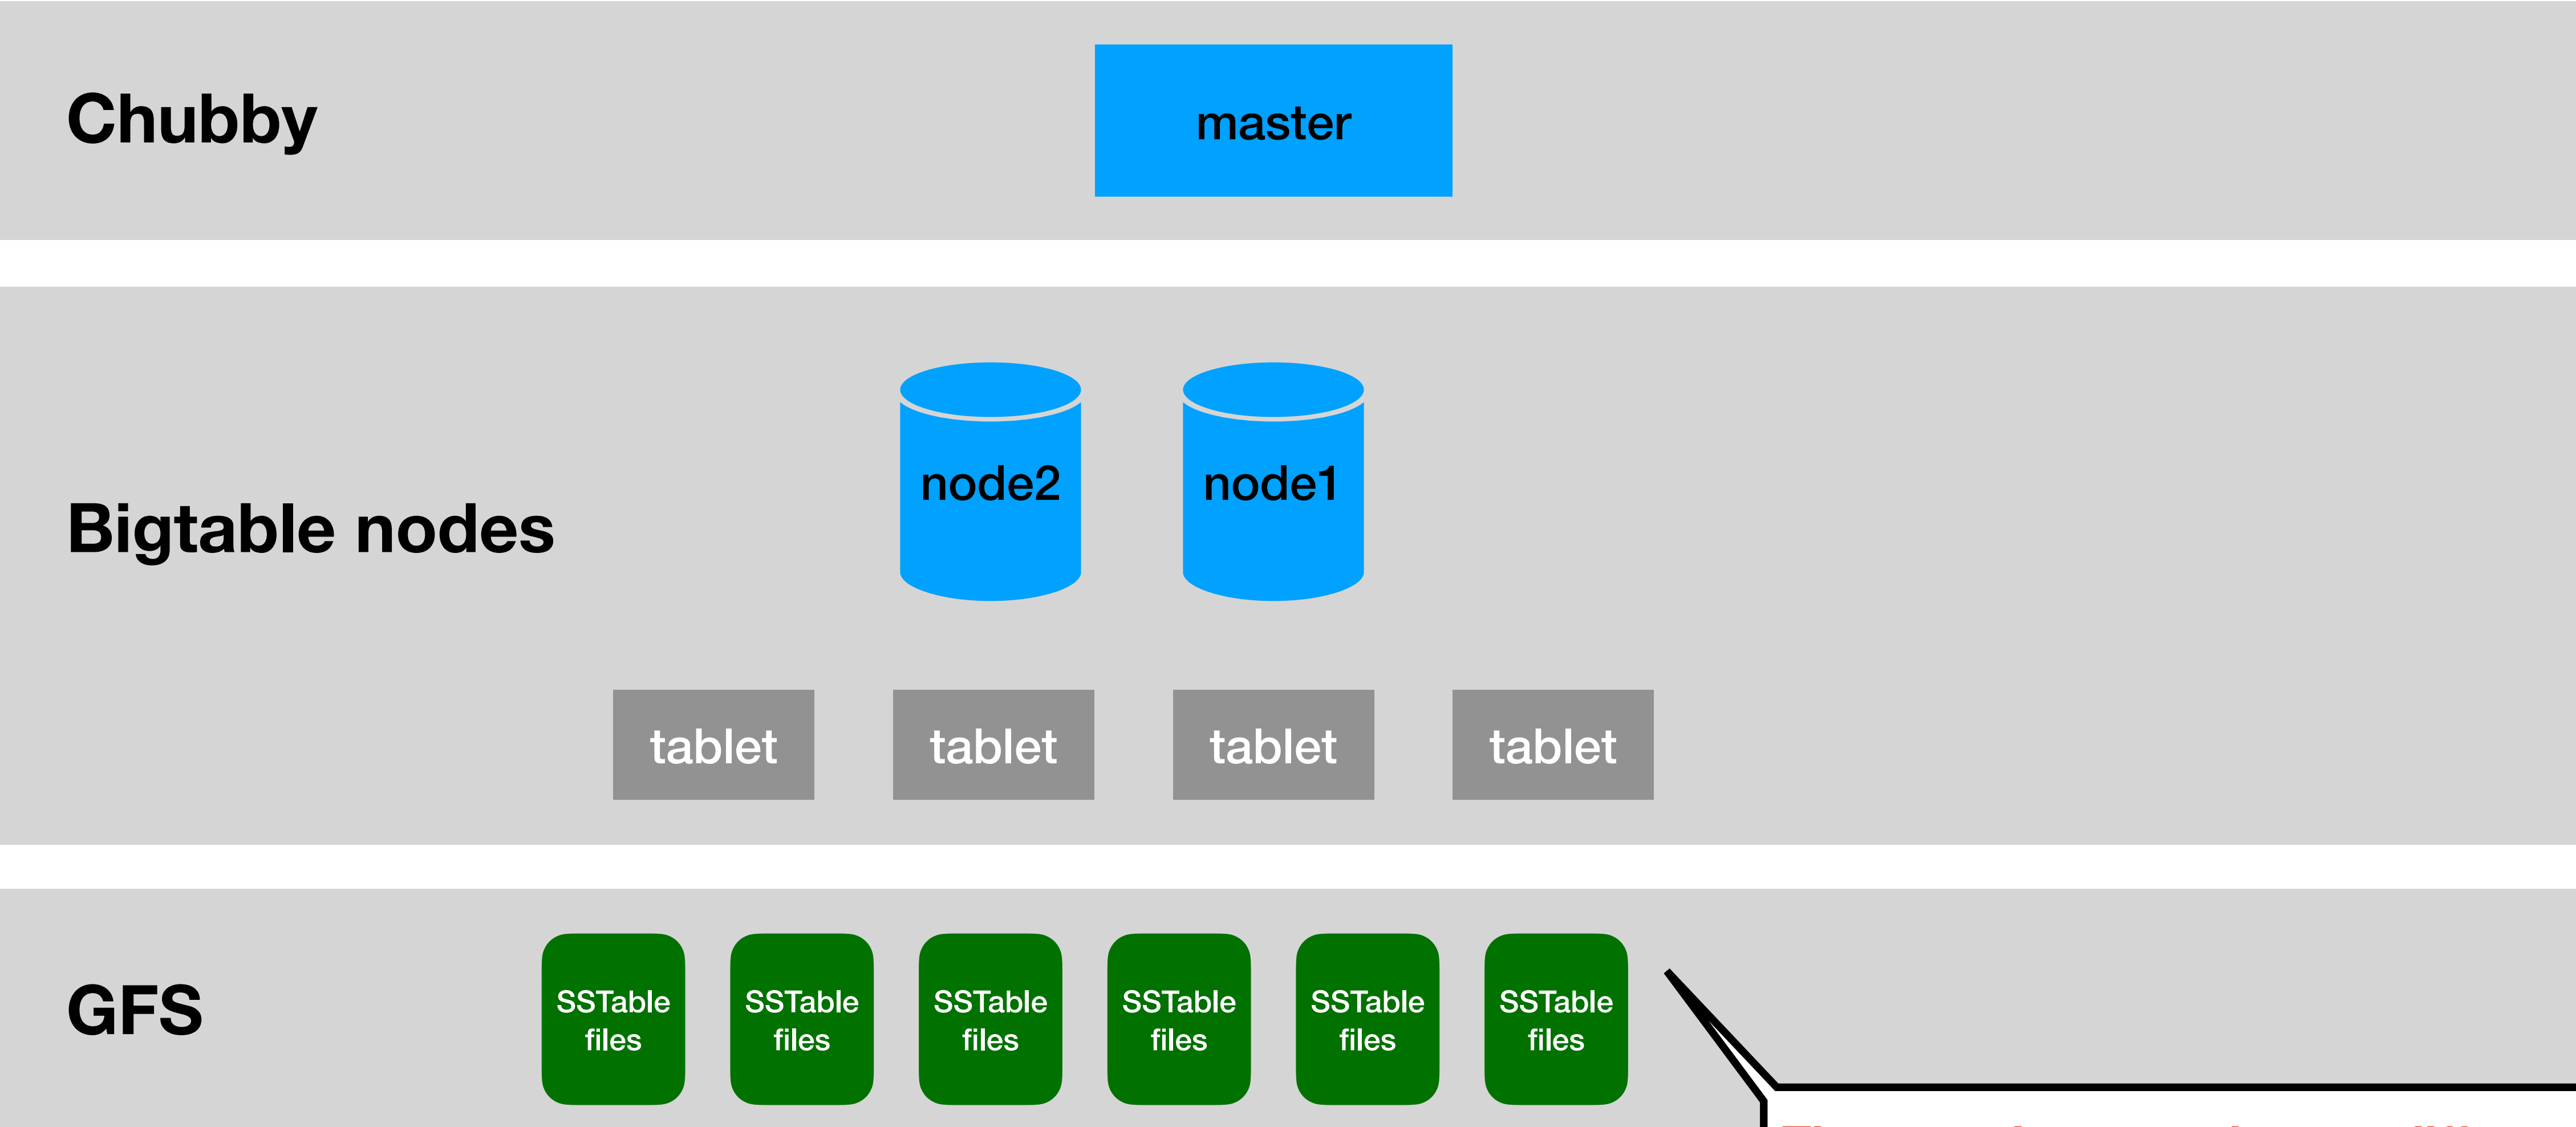 Chubby
master
node2
node1
Bigtable nodes
tablet
tablet
tablet
tablet
GFS
SSTable
files
SSTable
files
SSTable
files
SSTable
files
SSTable
files
SSTable
files